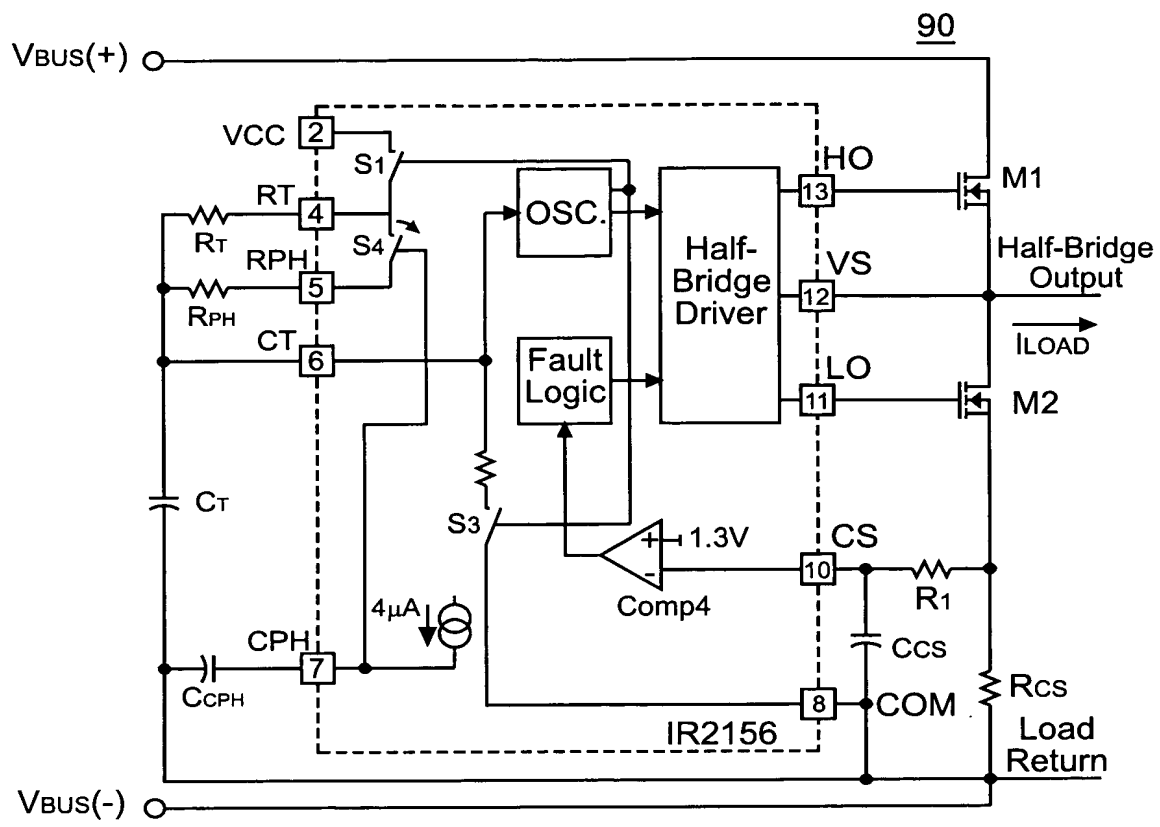 90
VBUS(+)
VCC
2
S1
HO
13
M1
RT
4
OSC.
RT
S4
Half-
Bridge
Driver
VS
12
Half-Bridge
Output
RPH
5
RPH
ILOAD
CT
6
Fault
Logic
LO
11
M2
CT
S3
+
1.3V
-
Comp4
CS
10
R1
4µA
CCS
CPH
7
CCPH
RCS
8
COM
IR2156
Load
Return
VBUS(-)